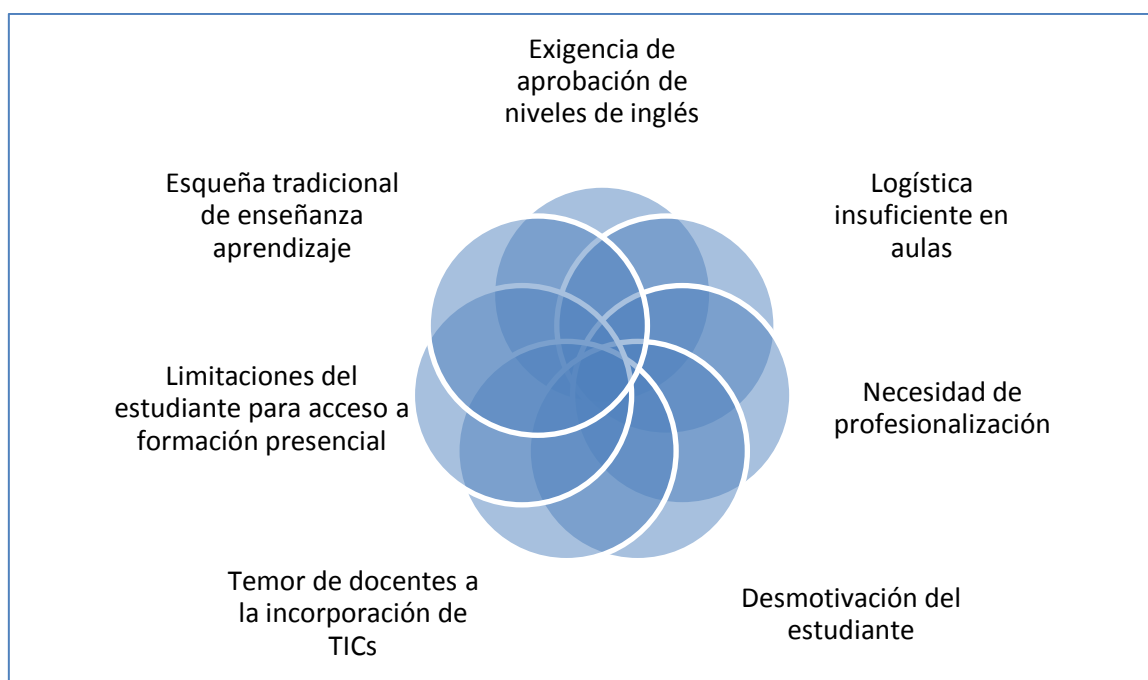 Exigencia de
aprobación de
niveles de inglés
Logística
insuficiente en
aulas
Necesidad de
profesionalización
Desmotivación del
estudiante
Temor de docentes a
la incorporación de
TICs
Limitaciones del
estudiante para acceso a
formación presencial
Esqueña tradicional
de enseñanza
aprendizaje